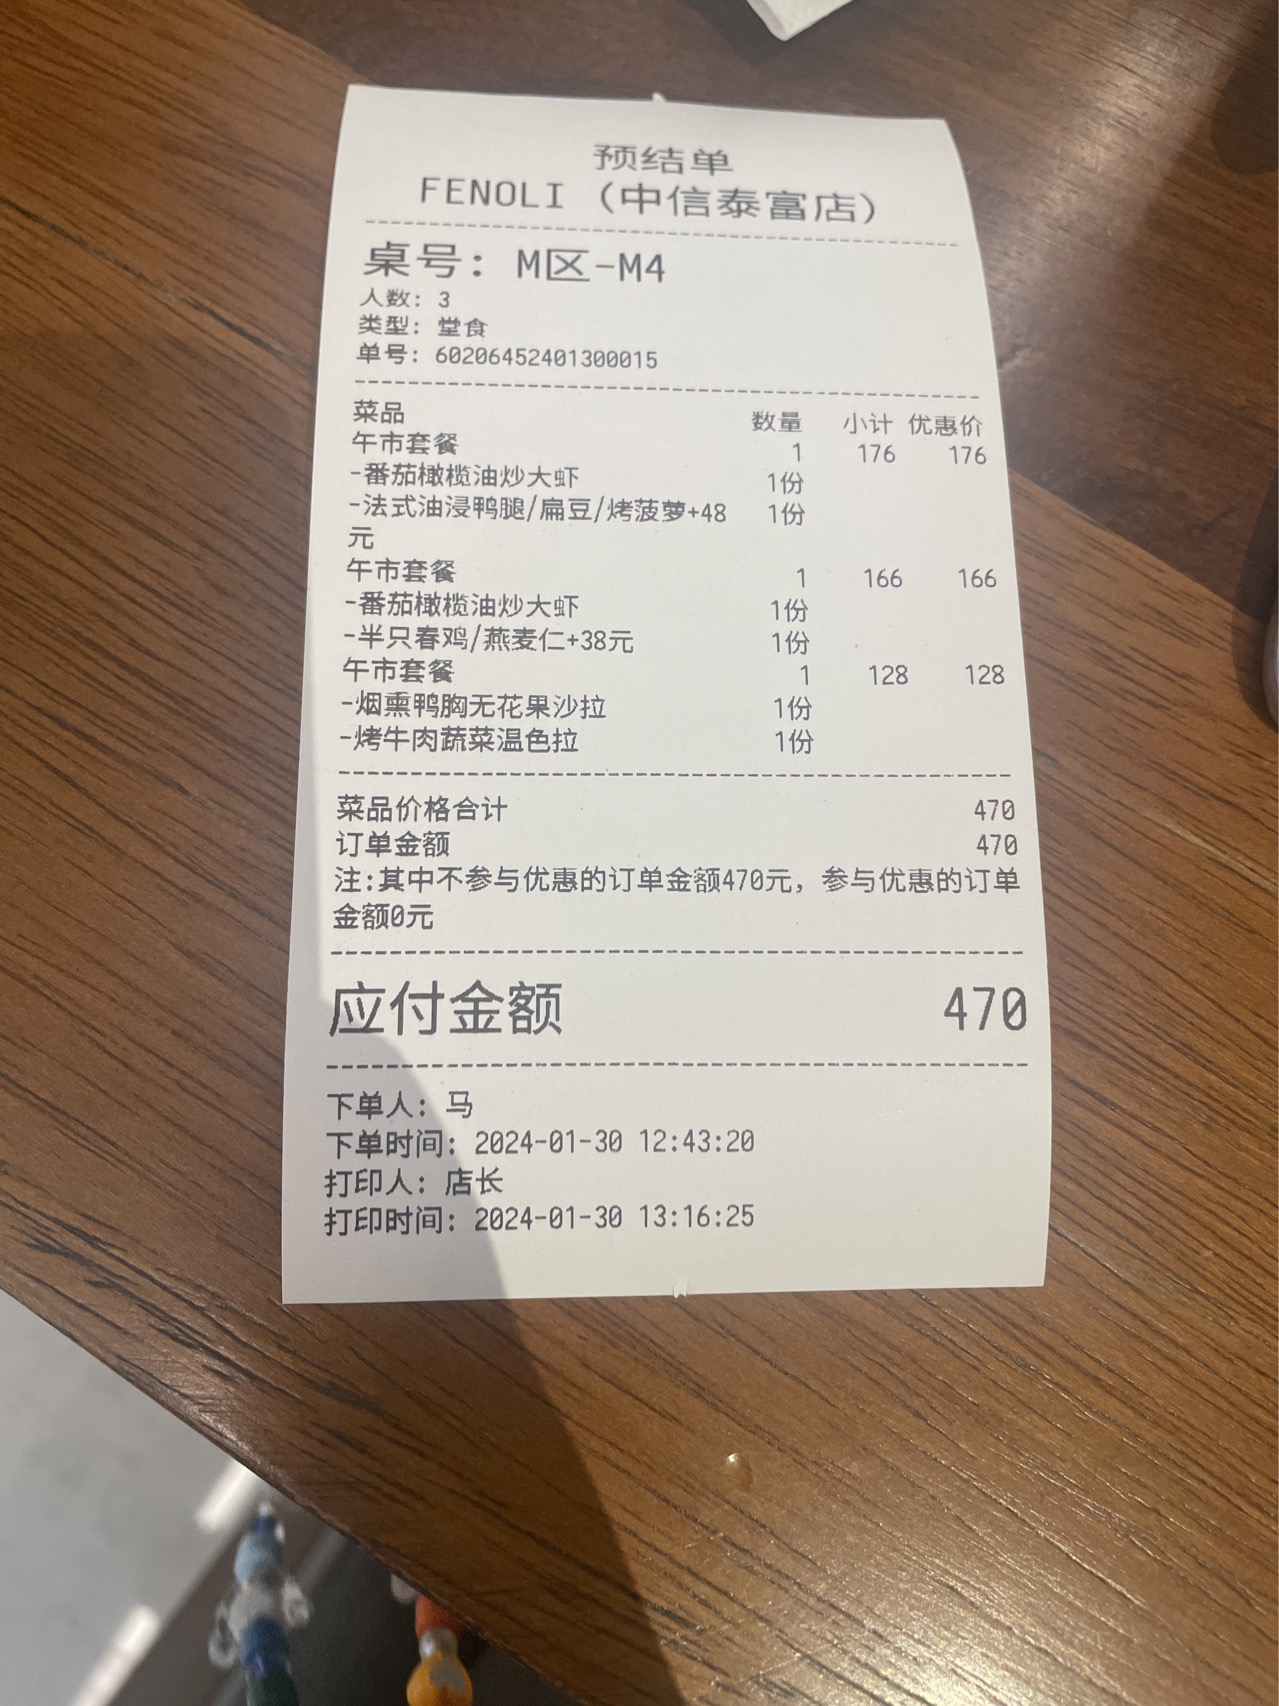 预结单
FENOLI（中信泰富店）
桌号：M区-M4
人数：3
类型：堂食
单号：602064524013000​15
菜品 数量 小计 优惠价
午市套餐 1 176 176
-番茄橄榄油炒大虾 1份
-法式油浸鸭腿/扁豆/烤菠萝+48 1份
元
午市套餐 1 166 166
-番茄橄榄油炒大虾 1份
-半只春鸡/燕麦仁+38元 1份
午市套餐 1 128 128
-烟熏鸭胸无花果沙拉 1份
-烤牛肉蔬菜温色拉 1份
菜品价格合计 470
订单金额 470
注:其中不参与优惠的订单金额470元，参与优惠的订单
金额0元
应付金额 470
下单人：马
下单时间：2024-01-30 12:43:20
打印人：店长
打印时间：2024-01-30 13:16:25